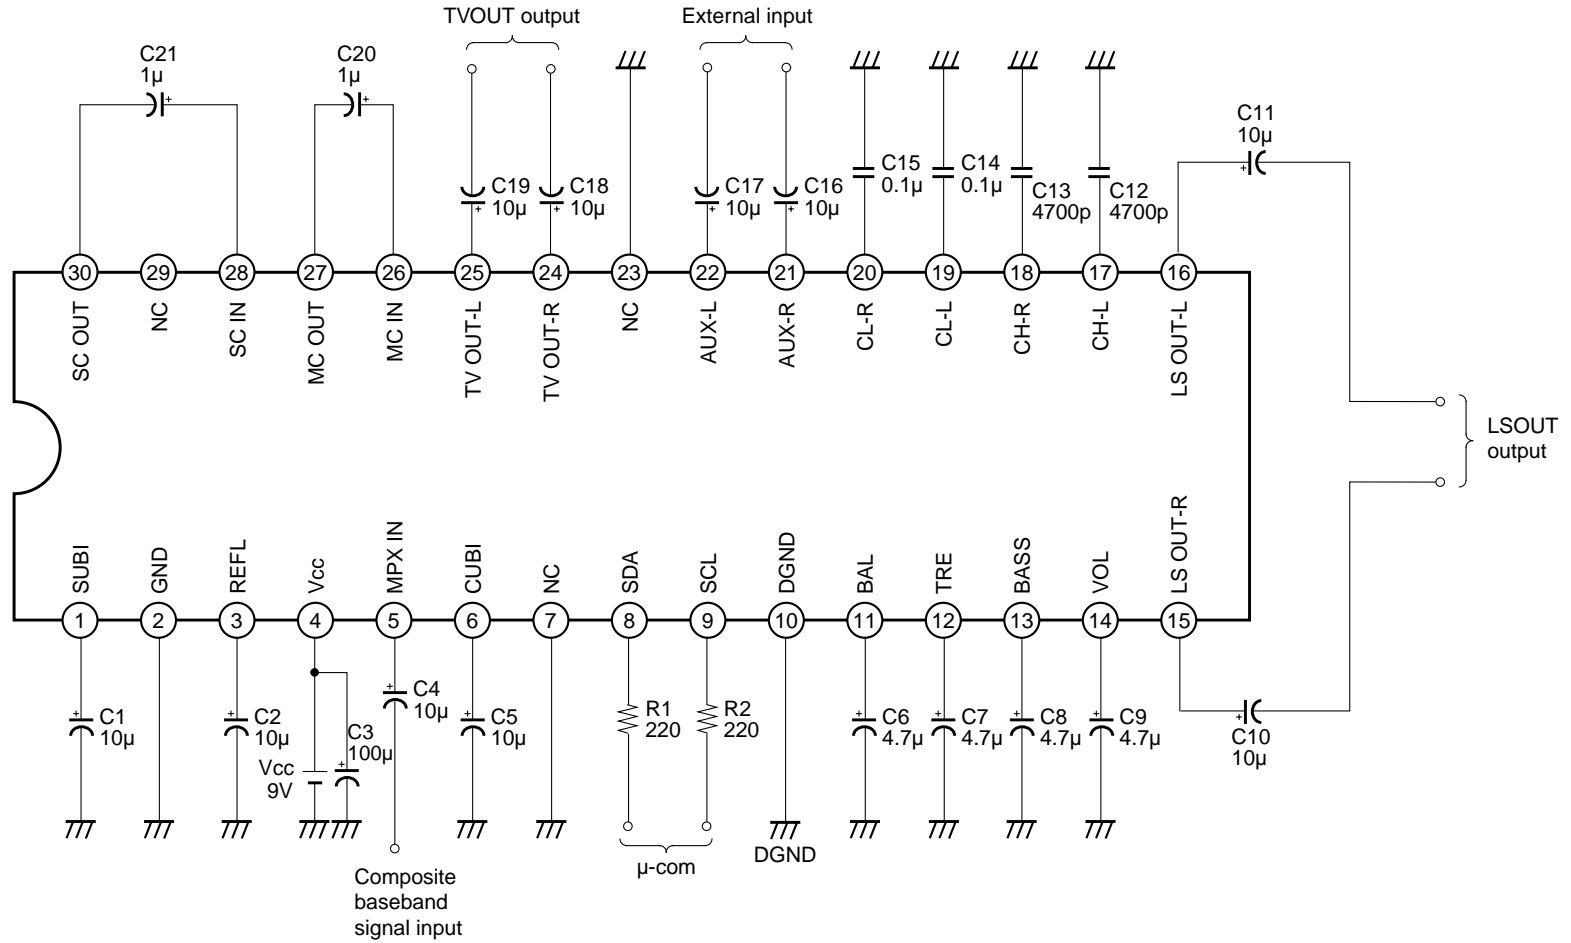 TVOUT output
External input
C21
1µ
C20
1µ
C19
10µ
C18
10µ
C17
10µ
C16
10µ
C15
0.1µ
C14
0.1µ
C13
4700p
C12
4700p
C11
10µ
30
29
28
27
26
25
24
23
22
21
20
19
18
17
16
SC OUT
NC
SC IN
MC OUT
MC IN
TV OUT-L
TV OUT-R
NC
AUX-L
AUX-R
CL-R
CL-L
CH-R
CH-L
LS OUT-L
LSOUT
output
SUBI
GND
REFL
Vcc
MPX IN
CUBI
NC
SDA
SCL
DGND
BAL
TRE
BASS
VOL
LS OUT-R
1
2
3
4
5
6
7
8
9
10
11
12
13
14
15
C1
10µ
C2
10µ
Vcc
9V
C3
100µ
C4
10µ
C5
10µ
R1
220
R2
220
C6
4.7µ
C7
4.7µ
C8
4.7µ
C9
4.7µ
C10
10µ
µ-com
DGND
Composite
baseband
signal input